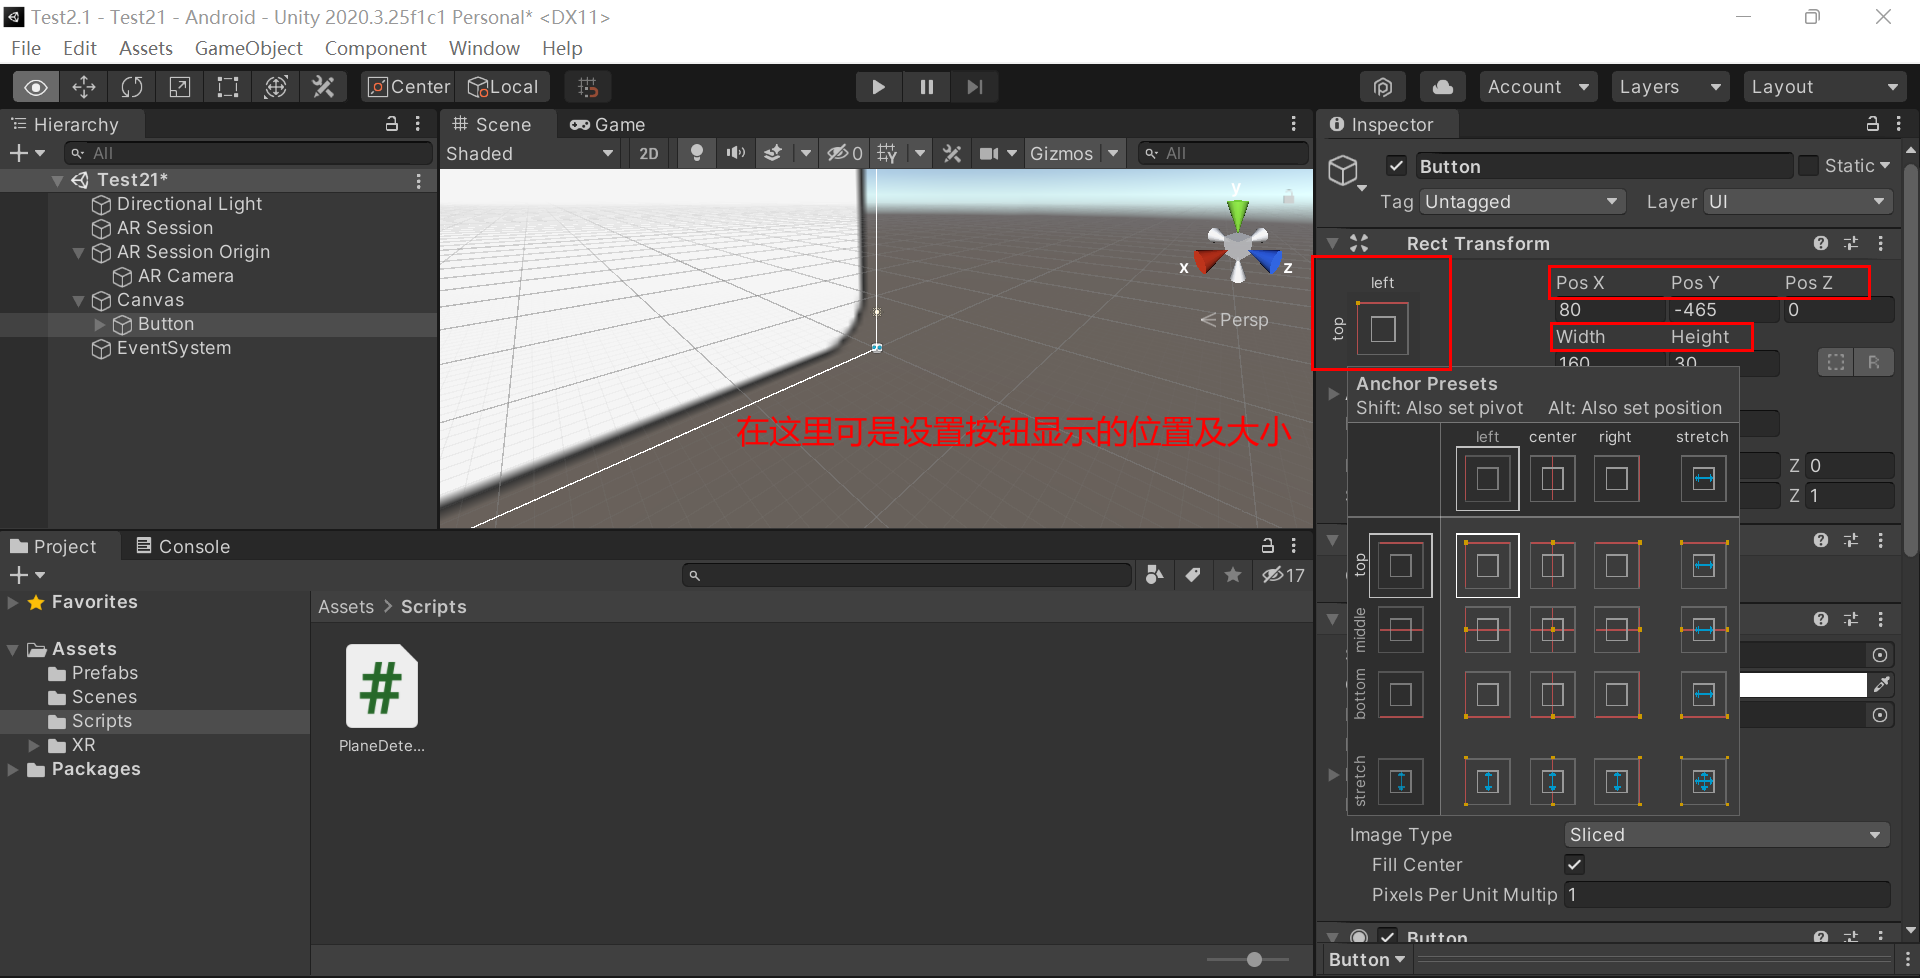 Test2.1 - Test21 - Android - Unity 2020.3.25f1c1 Personal* <DX11>
File Edit Assets GameObject Component Window Help
Center Local Account Layers Layout
Hierarchy
All
Test21*
Directional Light
AR Session
AR Session Origin
AR Camera
Canvas
Button
EventSystem
Scene Game
Shaded 2D 0 Gizmos All
y
x z
Persp
在这里可是设置按钮显示的位置及大小
Inspector
Button Static
Tag Untagged Layer UI
Rect Transform
left
top
Pos X Pos Y Pos Z
80 -465 0
Width Height
160 30
R
Anchor Presets
Shift: Also set pivot Alt: Also set position
left center right stretch
top
middle
bottom
stretch
Z 0
Z 1
Image Type Sliced
Fill Center
Pixels Per Unit Multip 1
Button
Button
Project Console
17
Favorites
Assets
Prefabs
Scenes
Scripts
XR
Packages
Assets > Scripts
#
PlaneDete...